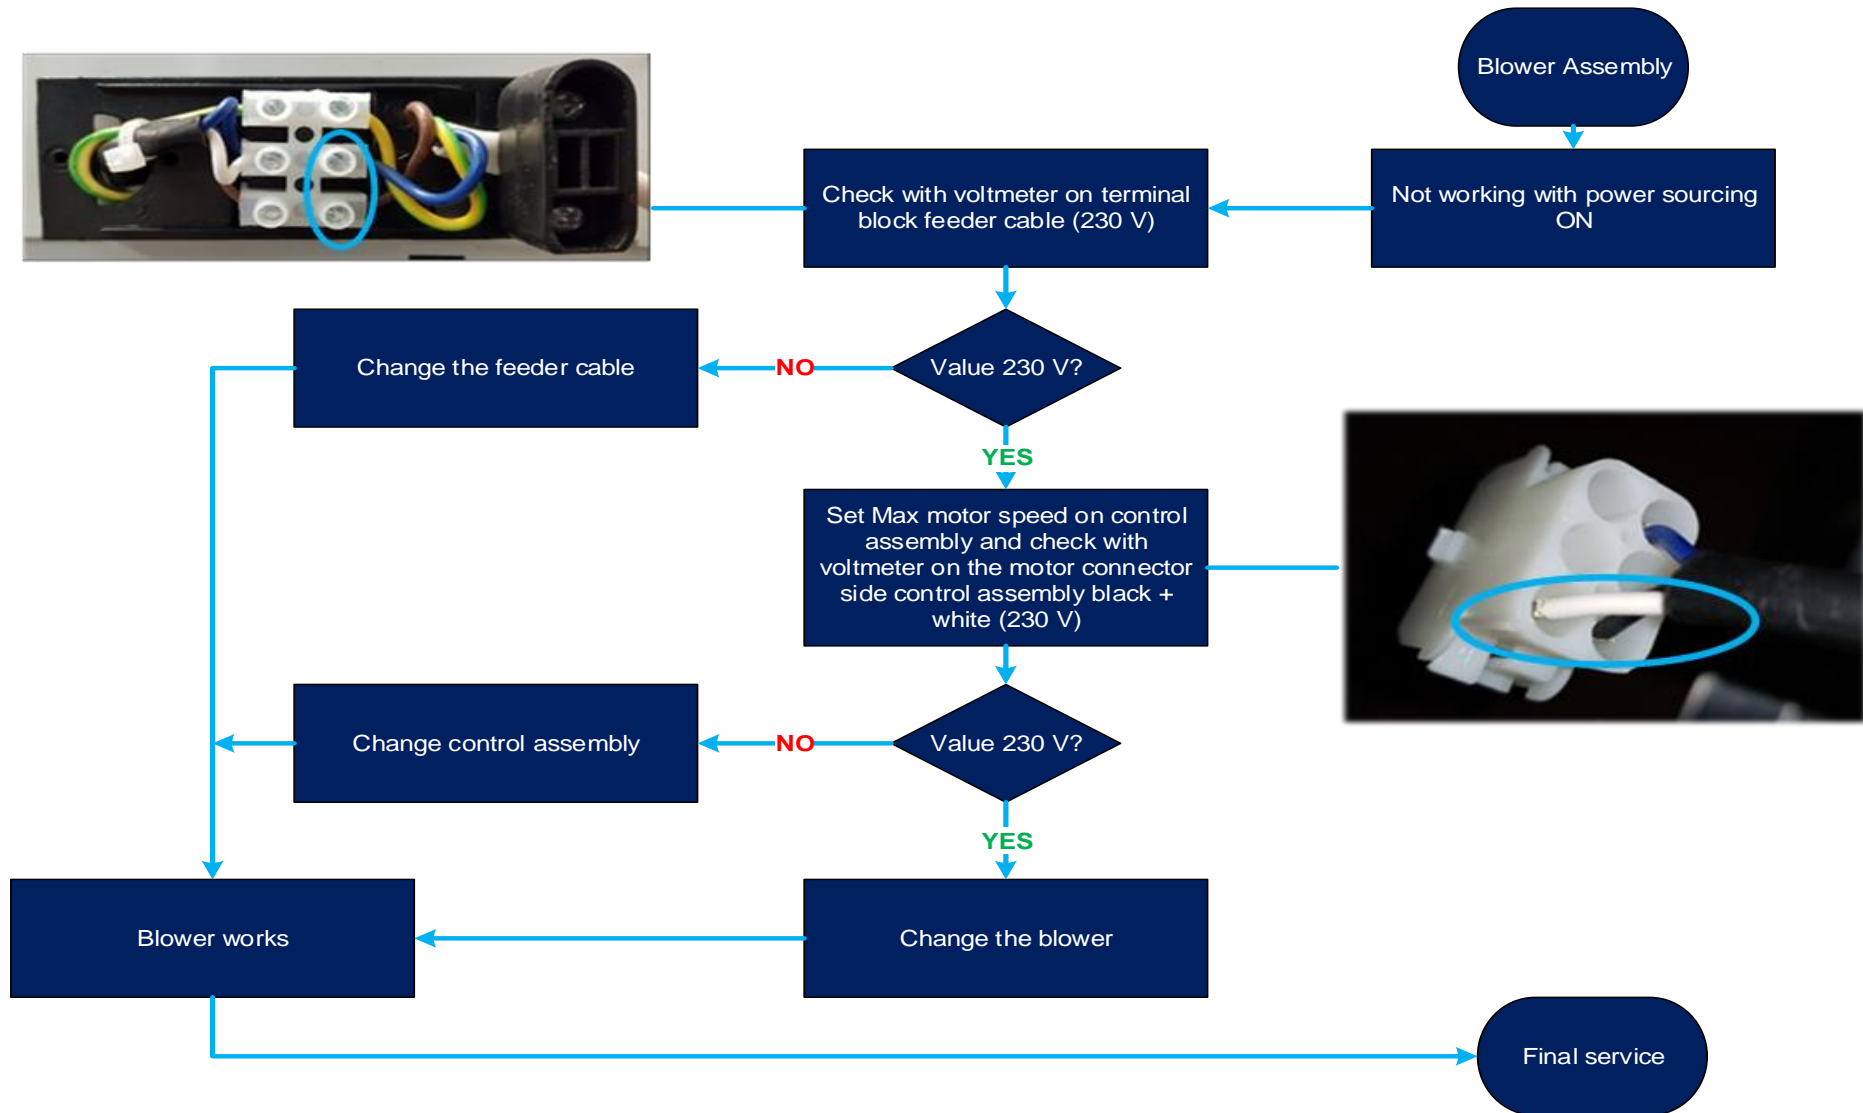 Blower Assembly
Not working with power sourcing
ON
Check with voltmeter on terminal
block feeder cable (230 V)
Value 230 V?
NO
Change the feeder cable
YES
Set Max motor speed on control
assembly and check with
voltmeter on the motor connector
side control assembly black +
white (230 V)
Value 230 V?
NO
Change control assembly
YES
Change the blower
Blower works
Final service